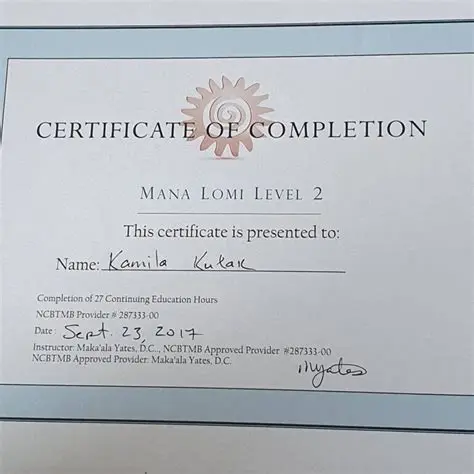 CERTIFICATE OF COMPLETION
MANA LOMI LEVEL 2
This certificate is presented to:
Name: Kamila Kulak
Completion of 27 Continuing Education Hours
NCBTMB Provider # 287333-00
Date: Sept. 23, 2017
Instructor: Maka'ala Yates, D.C., NCBTMB Approved Provider #287333-00
NCBTMB Approved Provider: Maka'ala Yates, D.C.
MYates